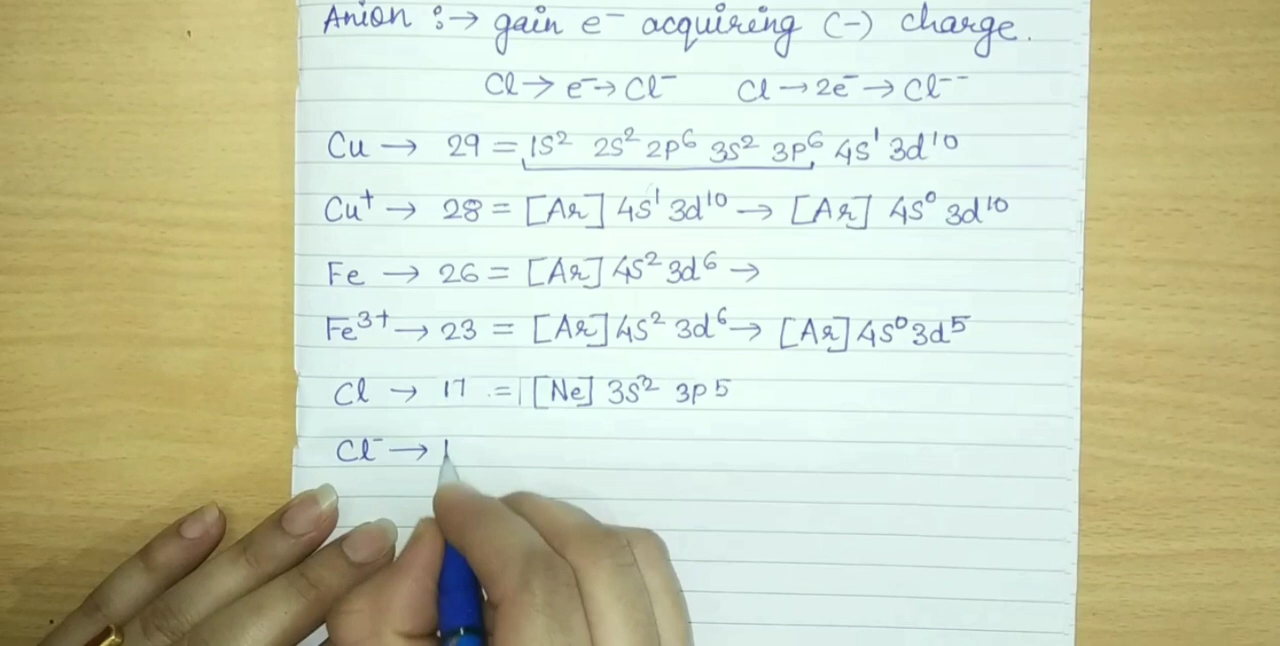 Anion :→ gain e⁻ acquiring (-) charge.
Cl → e⁻ → Cl⁻ Cl → 2e⁻ → Cl⁻⁻
Cu → 29 = 1S² 2S² 2P⁶ 3S² 3P⁶ 4S¹ 3d¹⁰
Cu⁺ → 28 = [Ar] 4S¹ 3d¹⁰ → [Ar] 4S⁰ 3d¹⁰
Fe → 26 = [Ar] 4S² 3d⁶ →
Fe³⁺ → 23 = [Ar] 4S² 3d⁶ → [Ar] 4S⁰ 3d⁵
Cl → 17 = [Ne] 3S² 3P5
Cl⁻ → 1